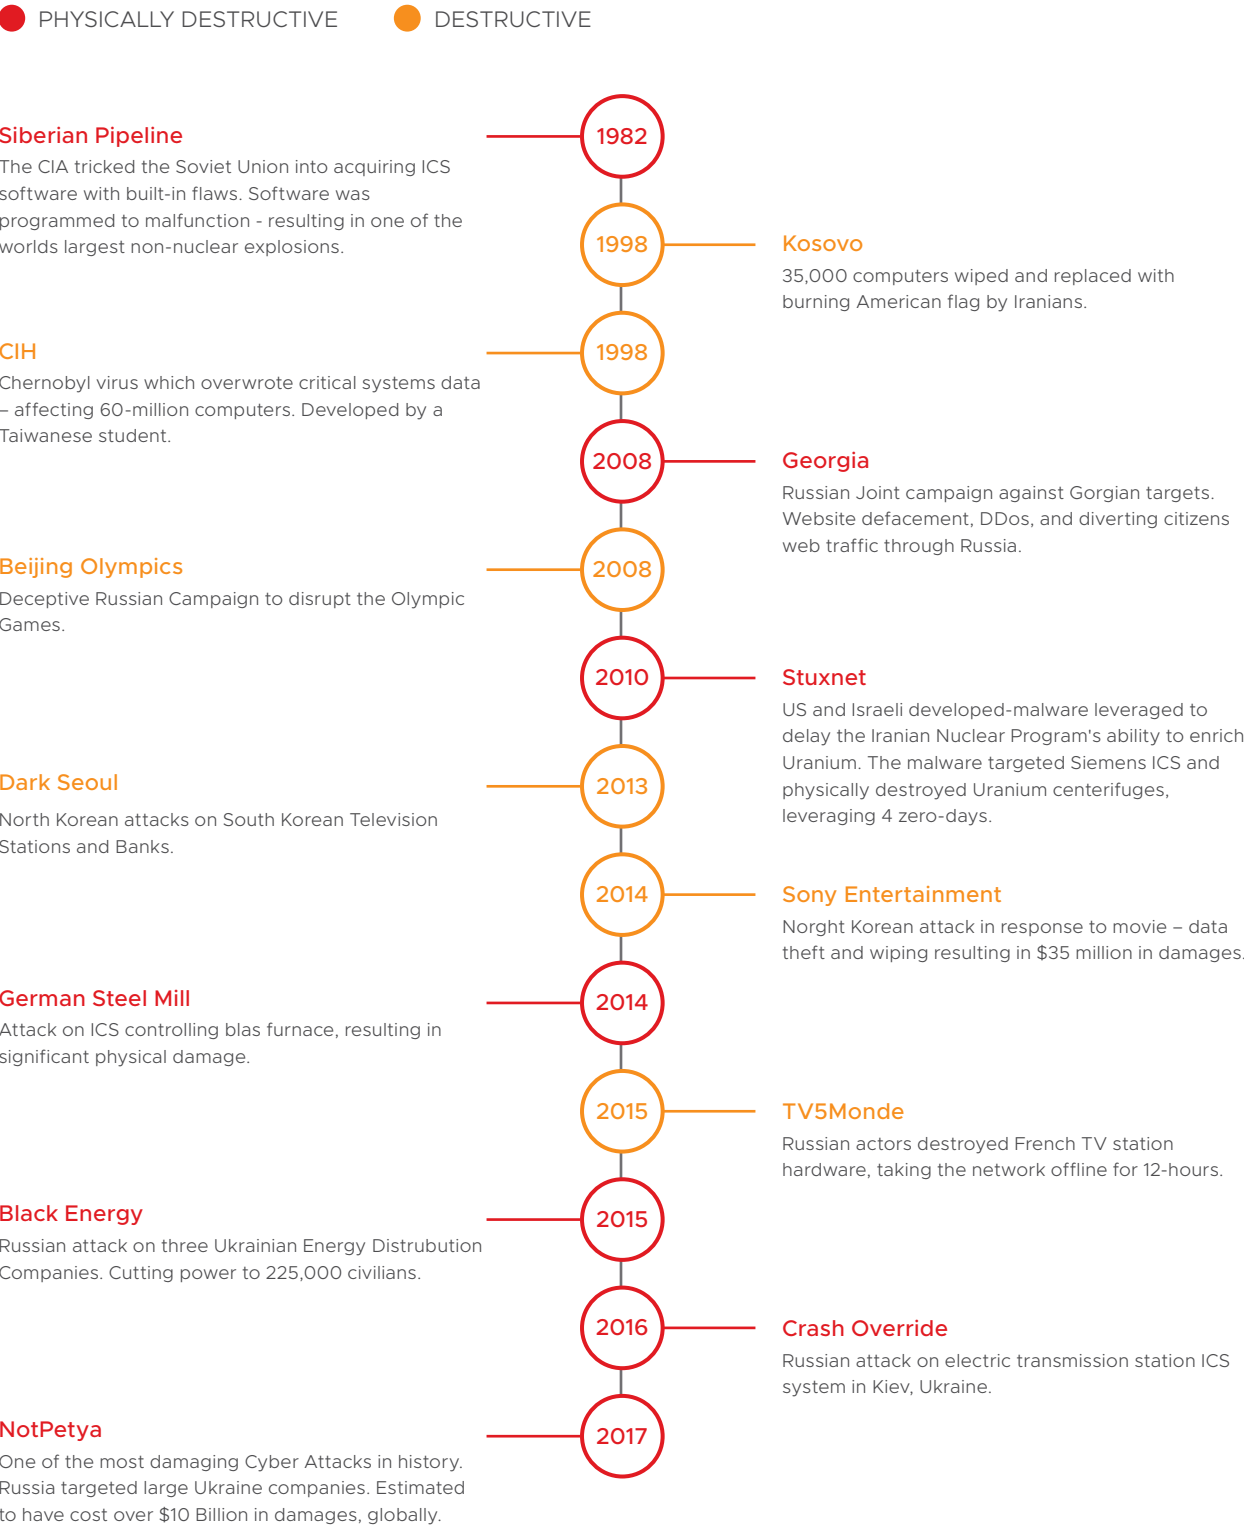 PHYSICALLY DESTRUCTIVE
DESTRUCTIVE
1982
Siberian Pipeline
The CIA tricked the Soviet Union into acquiring ICS
software with built-in flaws. Software was
programmed to malfunction - resulting in one of the
worlds largest non-nuclear explosions.
1998
Kosovo
35,000 computers wiped and replaced with
burning American flag by Iranians.
1998
CIH
Chernobyl virus which overwrote critical systems data
– affecting 60-million computers. Developed by a
Taiwanese student.
2008
Georgia
Russian Joint campaign against Gorgian targets.
Website defacement, DDos, and diverting citizens
web traffic through Russia.
2008
Beijing Olympics
Deceptive Russian Campaign to disrupt the Olympic
Games.
2010
Stuxnet
US and Israeli developed-malware leveraged to
delay the Iranian Nuclear Program's ability to enrich
Uranium. The malware targeted Siemens ICS and
physically destroyed Uranium centerifuges,
leveraging 4 zero-days.
2013
Dark Seoul
North Korean attacks on South Korean Television
Stations and Banks.
2014
Sony Entertainment
Norght Korean attack in response to movie – data
theft and wiping resulting in $35 million in damages.
2014
German Steel Mill
Attack on ICS controlling blas furnace, resulting in
significant physical damage.
2015
TV5Monde
Russian actors destroyed French TV station
hardware, taking the network offline for 12-hours.
2015
Black Energy
Russian attack on three Ukrainian Energy Distrubution
Companies. Cutting power to 225,000 civilians.
2016
Crash Override
Russian attack on electric transmission station ICS
system in Kiev, Ukraine.
2017
NotPetya
One of the most damaging Cyber Attacks in history.
Russia targeted large Ukraine companies. Estimated
to have cost over $10 Billion in damages, globally.